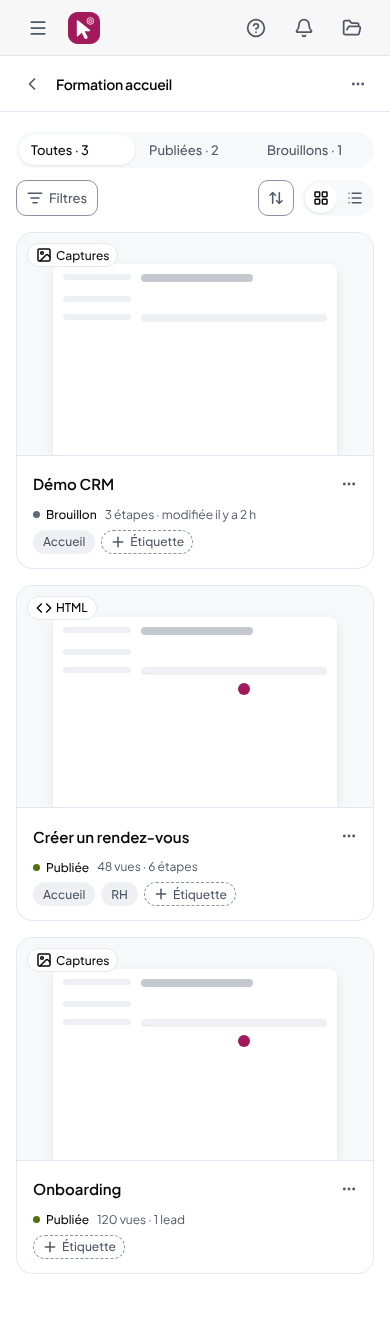 Formation accueil
Toutes · 3
Publiées · 2
Brouillons · 1
Filtres
Captures
Démo CRM
Brouillon 3 étapes · modifiée il y a 2 h
Accueil
Étiquette
HTML
Créer un rendez-vous
Publiée 48 vues · 6 étapes
Accueil
RH
Étiquette
Captures
Onboarding
Publiée 120 vues · 1 lead
Étiquette